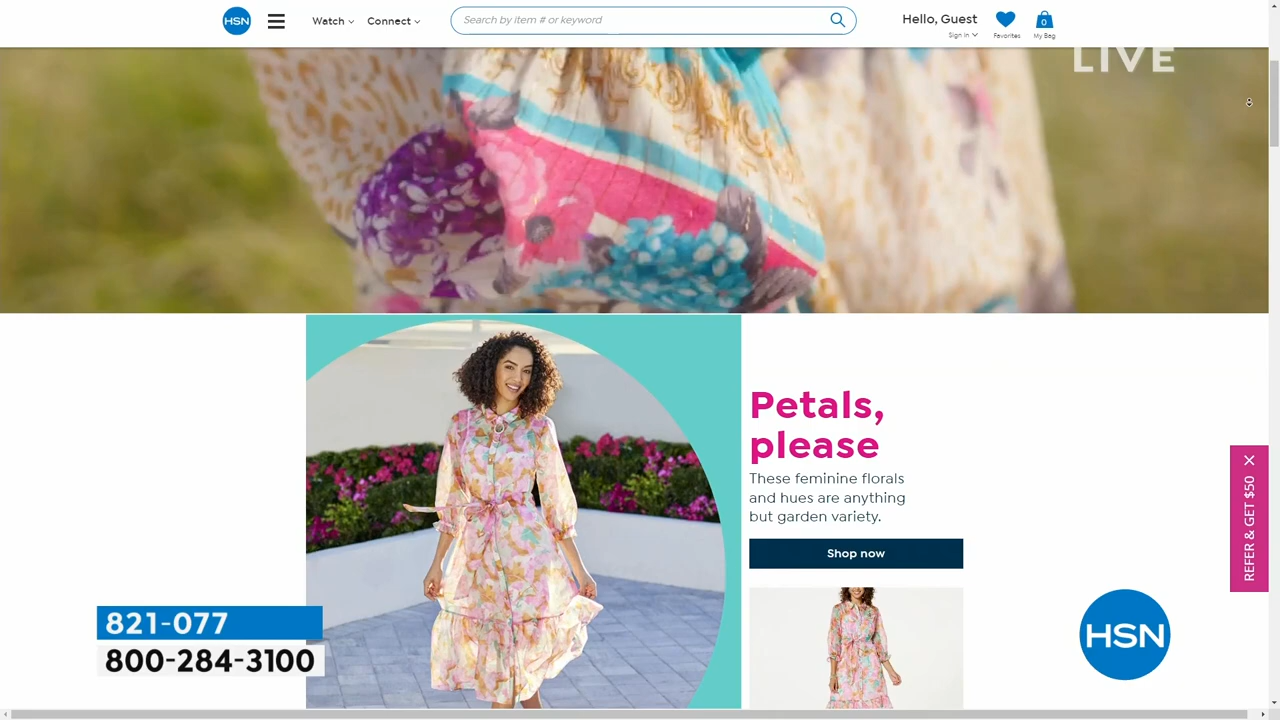 HSN
Watch
Connect
Search by item # or keyword
Hello, Guest
Sign In
Favorites
0
My Bag
LIVE
Petals,
please
These feminine florals
and hues are anything
but garden variety.
Shop now
REFER & GET $50
821-077
800-284-3100
HSN